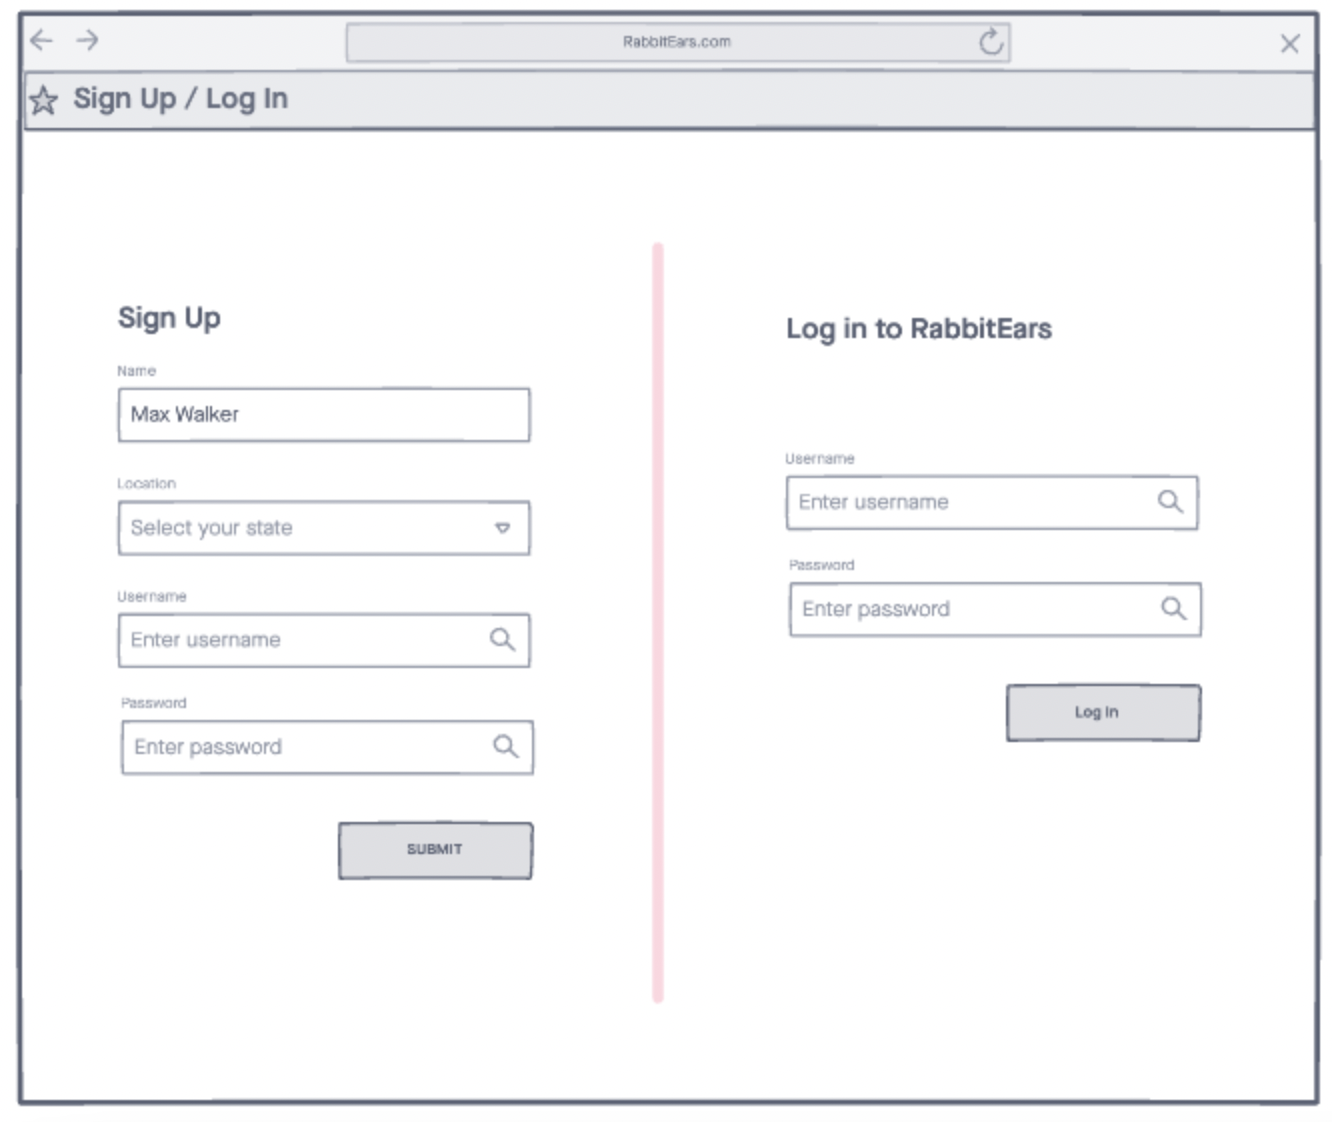 RabbitEars.com
Sign Up / Log In
Sign Up
Name
Max Walker
Location
Select your state
Username
Enter username
Password
Enter password
SUBMIT
Log in to RabbitEars
Username
Enter username
Password
Enter password
Log In